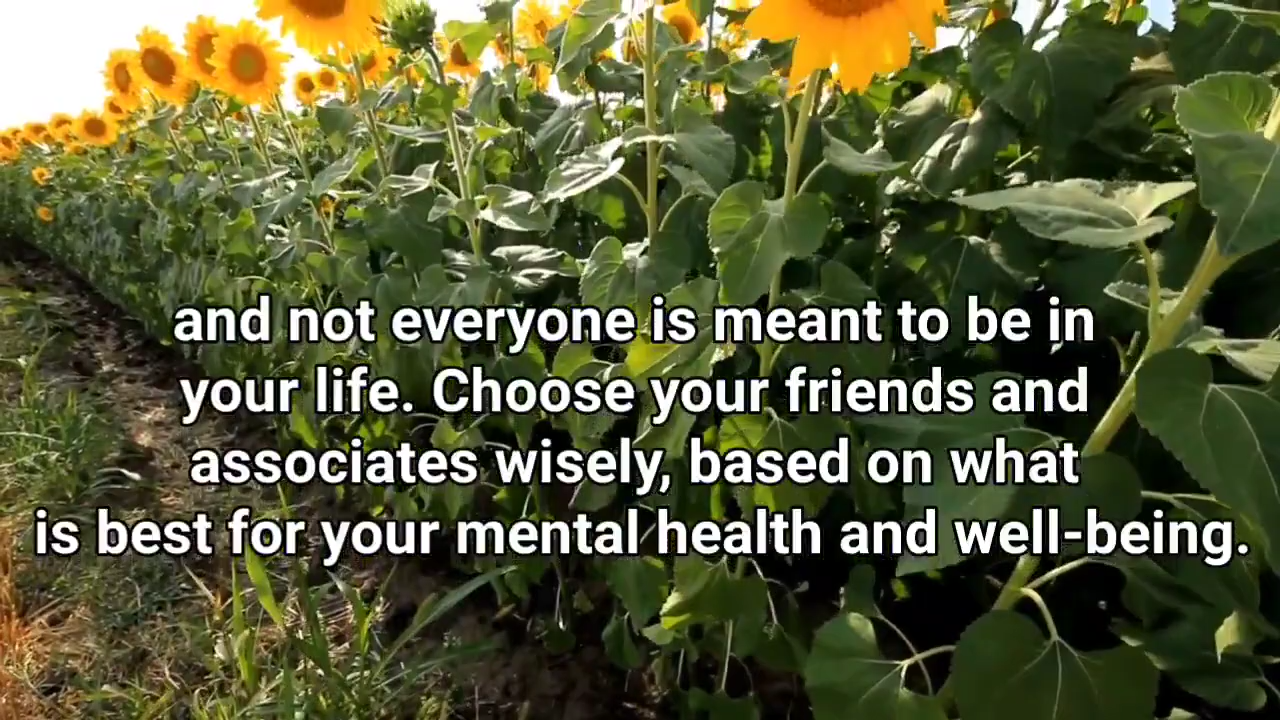 and not everyone is meant to be in
your life. Choose your friends and
associates wisely, based on what
is best for your mental health and well-being.